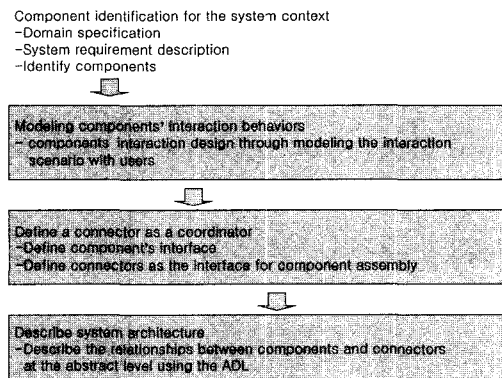 Component identification for the system context
-Domain specification
-System requirement description
-Identify components
Modeling components' interaction behaviors
- components interaction design through modeling the interaction
scenario with users
Define a connector as a coordinator
-Define component's interface
-Define connectors as the interface for component assembly
Describe system architecture
-Describe the relationships between components and connectors
at the abstract level using the ADL